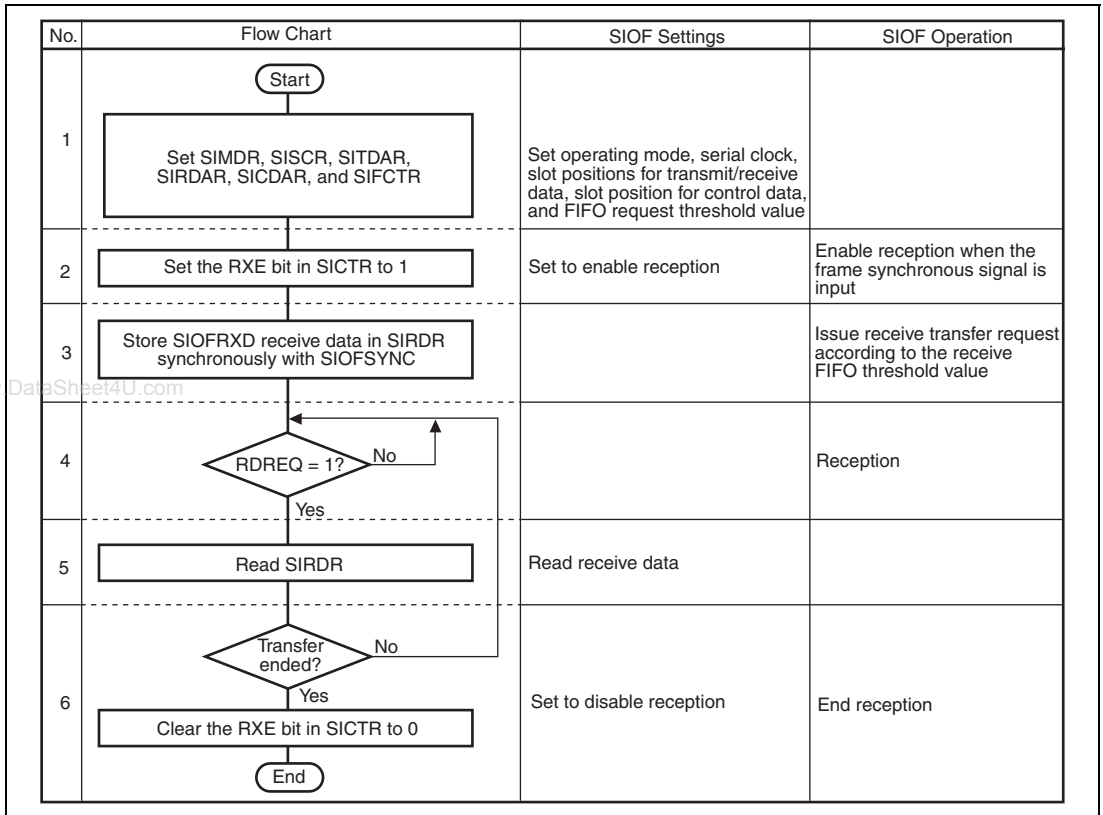 No.
Flow Chart
SIOF Settings
SIOF Operation
Start
1
Set SIMDR, SISCR, SITDAR,
SIRDAR, SICDAR, and SIFCTR
Set operating mode, serial clock,
slot positions for transmit/receive
data, slot position for control data,
and FIFO request threshold value
2
Set the RXE bit in SICTR to 1
Set to enable reception
Enable reception when the
frame synchronous signal is
input
3
Store SIOFRXD receive data in SIRDR
synchronously with SIOFSYNC
Issue receive transfer request
according to the receive
FIFO threshold value
DataSheet4U.com
4
RDREQ = 1?
No
Yes
Reception
5
Read SIRDR
Read receive data
6
Transfer
ended?
No
Yes
Clear the RXE bit in SICTR to 0
Set to disable reception
End reception
End